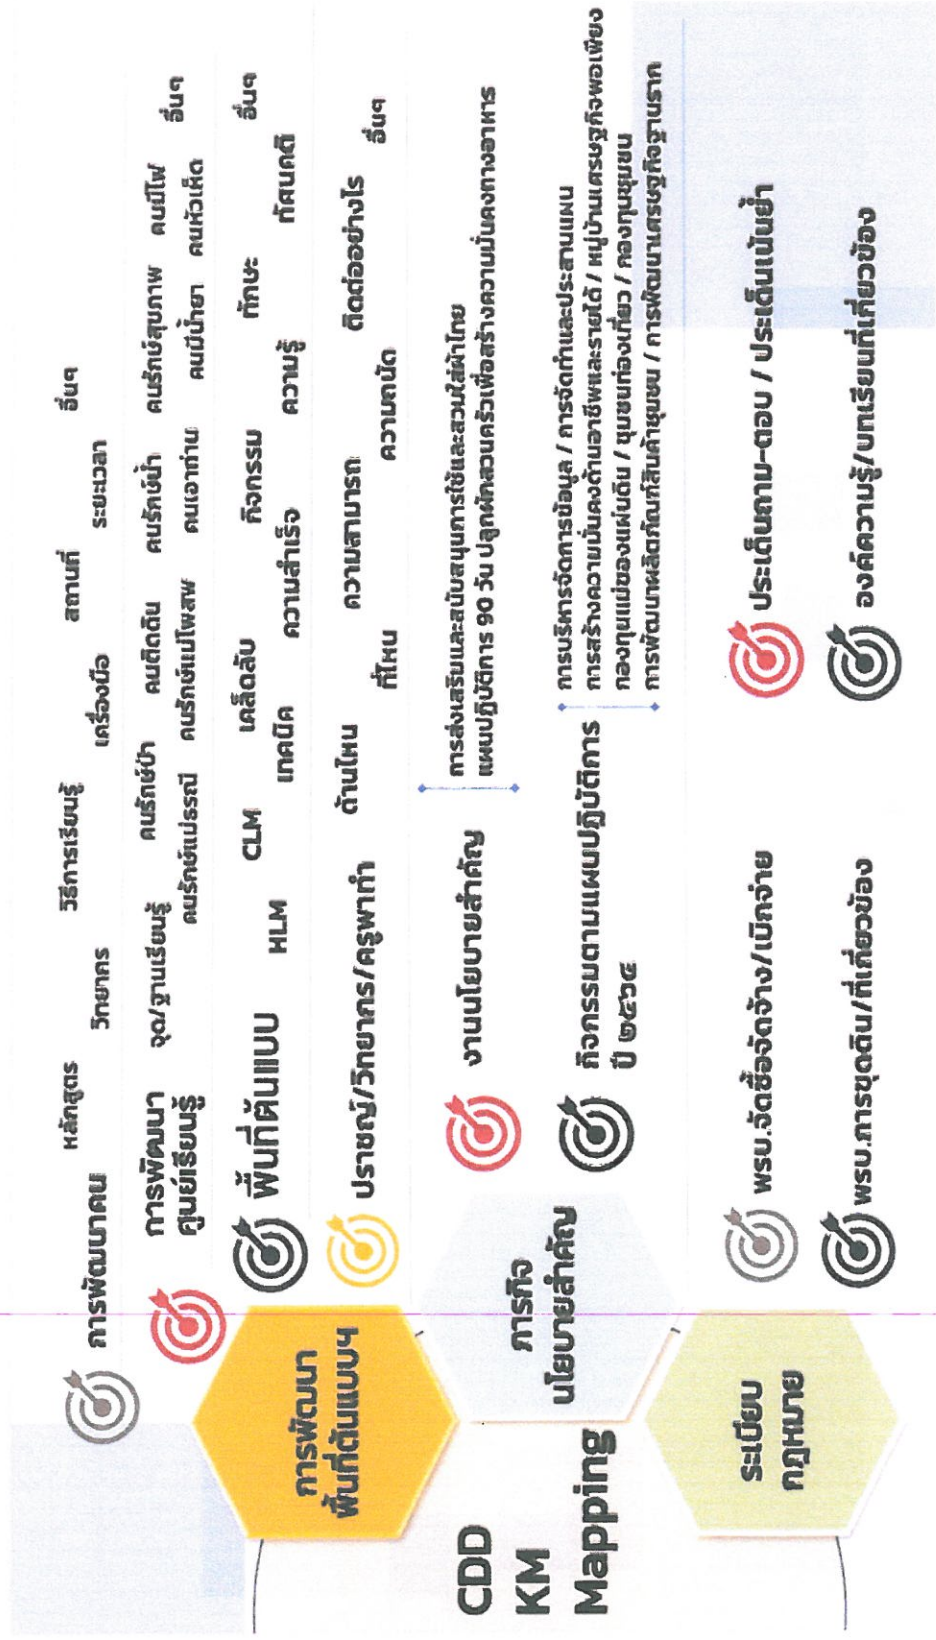 CDD
KM
Mapping
การพัฒนา
พื้นที่ต้นแบบฯ
การพัฒนาคน
หลักสูตร วิทยากร วิธีการเรียนรู้ เครื่องมือ สถานที่ ระยะเวลา อื่นๆ
การพัฒนา
ศูนย์เรียนรู้
จุด/ฐานเรียนรู้ คนรักษ์ป่า คนติดดิน คนรักษ์น้ำ คนรักษ์สุขภาพ คนมีไฟ อื่นๆ
คนรักษ์แม่ธรณี คนรักษ์แม่โพสพ คนเอาถ่าน คนมีน้ำยา คนหัวเห็ด
พื้นที่ต้นแบบ
HLM CLM เทคนิค เคล็ดลับ ความสำเร็จ กิจกรรม ความรู้ ทักษะ ทัศนคติ อื่นๆ
ปราชญ์/วิทยากร/ครูพาทำ
ด้านไหน ที่ไหน ความสามารถ ความถนัด ติดต่ออย่างไร อื่นๆ
ภารกิจ
นโยบายสำคัญ
งานนโยบายสำคัญ
การส่งเสริมและสนับสนุนการใช้และสวมใส่ผ้าไทย
แผนปฏิบัติการ 90 วัน ปลูกผักสวนครัวเพื่อสร้างความมั่นคงทางอาหาร
กิจกรรมตามแผนปฏิบัติการ
ปี ๒๕๖๔
การบริหารจัดการข้อมูล / การจัดทำและประสานแผน
การสร้างความมั่นคงด้านอาชีพและรายได้ / หมู่บ้านเศรษฐกิจพอเพียง
กองทุนแม่ของแผ่นดิน / ชุมชนท่องเที่ยว / กองทุนชุมชน
การพัฒนาผลิตภัณฑ์สินค้าชุมชน / การพัฒนาเศรษฐกิจฐานราก
ระเบียบ
กฎหมาย
พรบ.จัดซื้อจัดจ้าง/เบิกจ่าย
ประเด็นถาม-ตอบ / ประเด็นเน้นย้ำ
พรบ.การขุดดิน/ที่เกี่ยวข้อง
องค์ความรู้/บทเรียนที่เกี่ยวข้อง